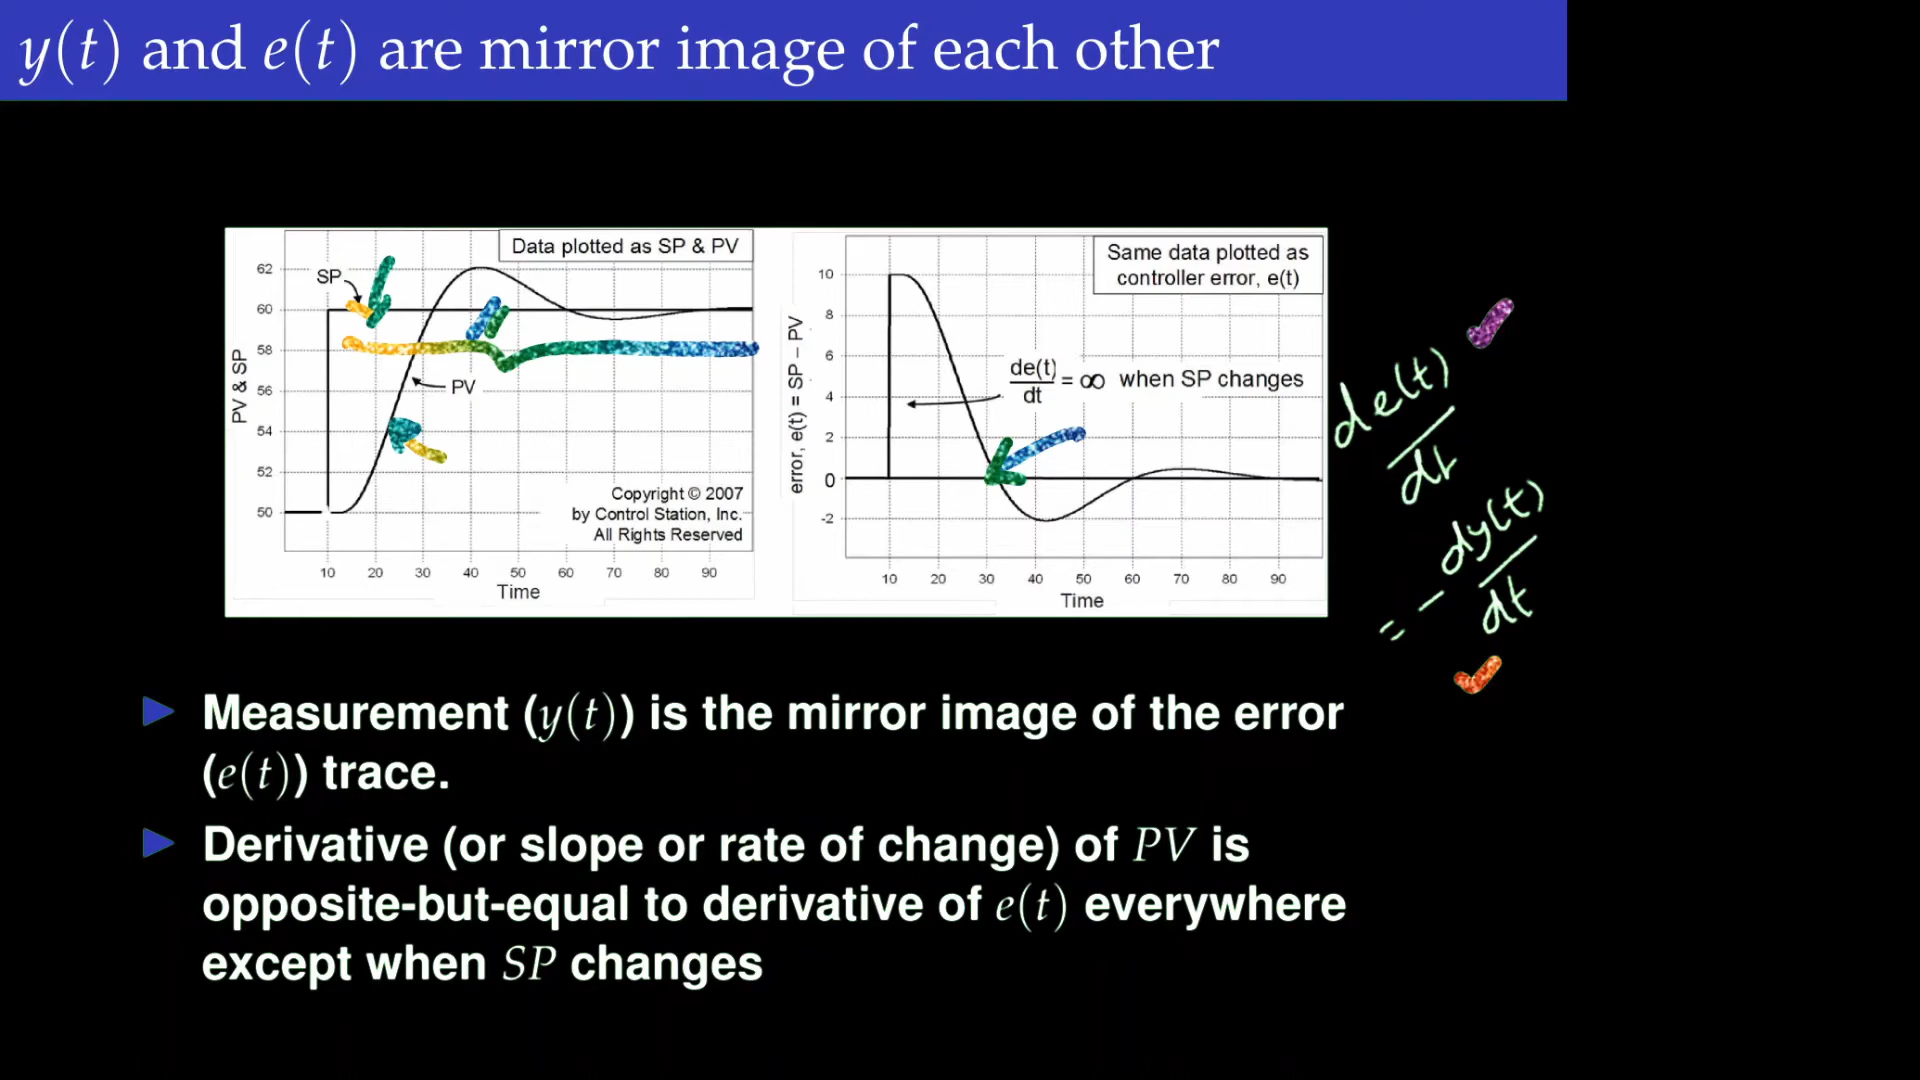 y(t) and e(t) are mirror image of each other
Data plotted as SP & PV
SP
PV
62
60
58
56
54
52
50
PV & SP
Copyright © 2007
by Control Station, Inc.
All Rights Reserved
10 20 30 40 50 60 70 80 90
Time
Same data plotted as
controller error, e(t)
10
8
6
4
2
0
-2
error, e(t) = SP – PV
de(t)/dt = ∞ when SP changes
10 20 30 40 50 60 70 80 90
Time
de(t)
dt
= - dy(t)
dt
Measurement (y(t)) is the mirror image of the error
(e(t)) trace.
Derivative (or slope or rate of change) of PV is
opposite-but-equal to derivative of e(t) everywhere
except when SP changes